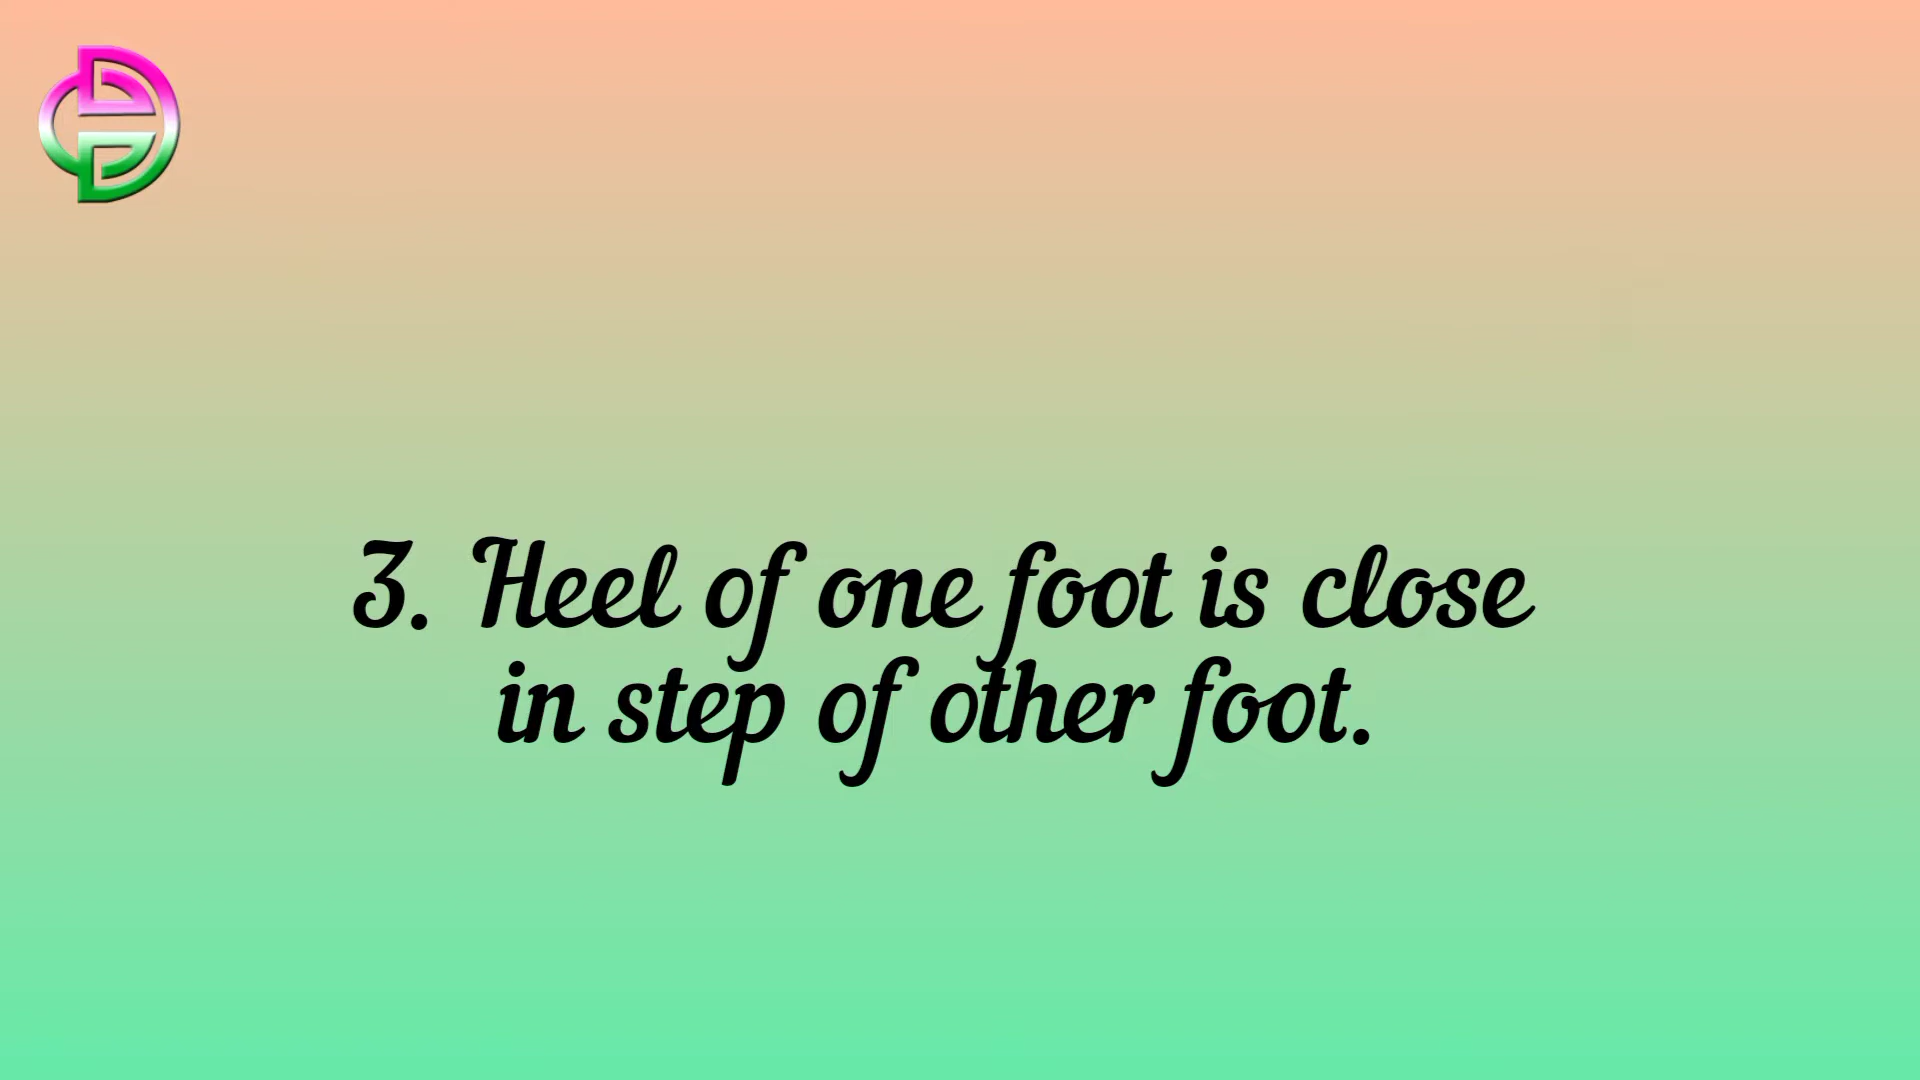 3. Heel of one foot is close
in step of other foot.